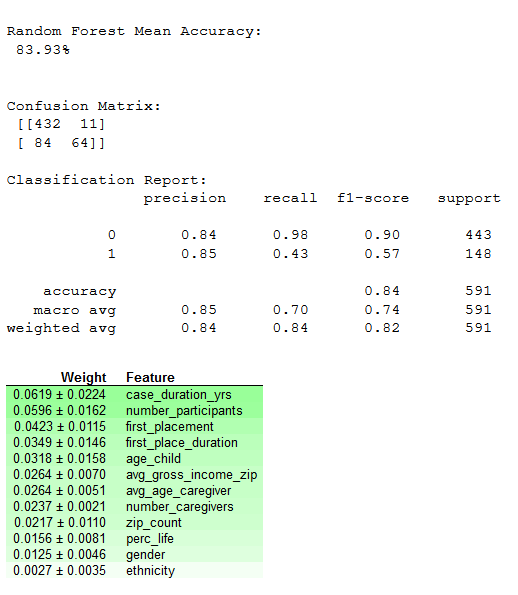 Random Forest Mean Accuracy:
83.93%
Confusion Matrix:
[[432 11]
[ 84 64]]
Classification Report:
precision recall f1-score support
0 0.84 0.98 0.90 443
1 0.85 0.43 0.57 148
accuracy 0.84 591
macro avg 0.85 0.70 0.74 591
weighted avg 0.84 0.84 0.82 591
Weight Feature
0.0619 ± 0.0224 case_duration_yrs
0.0596 ± 0.0162 number_participants
0.0423 ± 0.0115 first_placement
0.0349 ± 0.0146 first_place_duration
0.0318 ± 0.0158 age_child
0.0264 ± 0.0070 avg_gross_income_zip
0.0264 ± 0.0051 avg_age_caregiver
0.0237 ± 0.0021 number_caregivers
0.0217 ± 0.0110 zip_count
0.0156 ± 0.0081 perc_life
0.0125 ± 0.0046 gender
0.0027 ± 0.0035 ethnicity